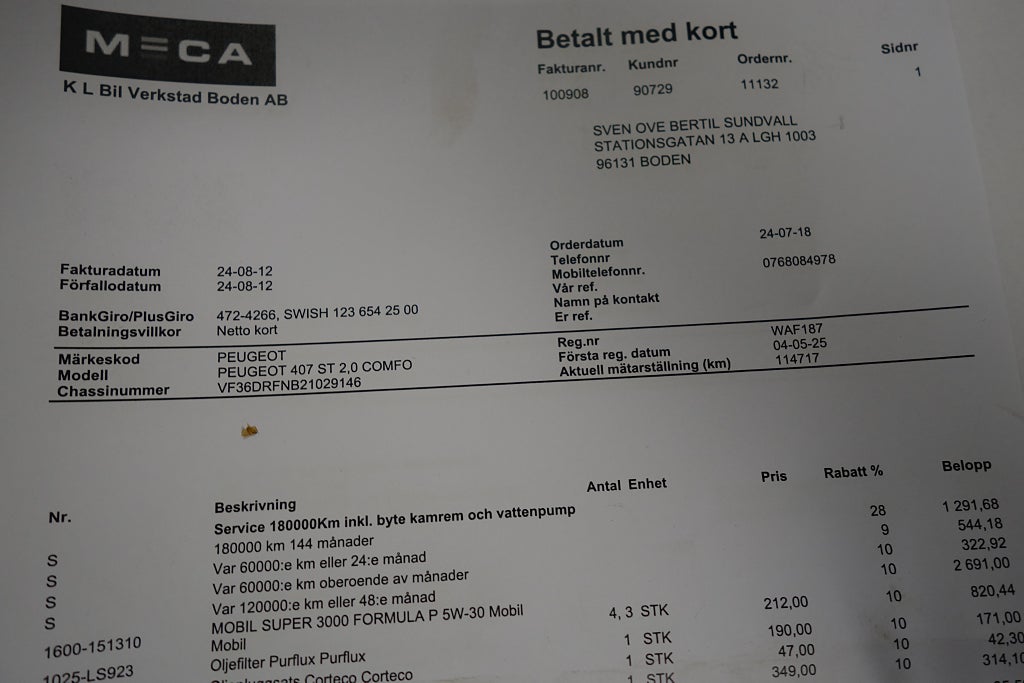 MECA
K L Bil Verkstad Boden AB
Betalt med kort
Fakturanr. Kundnr Ordernr. Sidnr
100908 90729 11132 1
SVEN OVE BERTIL SUNDVALL
STATIONSGATAN 13 A LGH 1003
96131 BODEN
Fakturadatum 24-08-12
Förfallodatum 24-08-12
BankGiro/PlusGiro 472-4266, SWISH 123 654 25 00
Betalningsvillkor Netto kort
Orderdatum 24-07-18
Telefonnr
Mobiltelefonnr. 0768084978
Vår ref.
Namn på kontakt
Er ref.
Märkeskod PEUGEOT
Modell PEUGEOT 407 ST 2,0 COMFO
Chassinummer VF36DRFNB21029146
Reg.nr WAF187
Första reg. datum 04-05-25
Aktuell mätarställning (km) 114717
Nr. Beskrivning Antal Enhet Pris Rabatt % Belopp
Service 180000Km inkl. byte kamrem och vattenpump
S 180000 km 144 månader 28 1 291,68
S Var 60000:e km eller 24:e månad 9 544,18
S Var 60000:e km oberoende av månader 10 322,92
S Var 120000:e km eller 48:e månad 10 2 691,00
1600-151310 MOBIL SUPER 3000 FORMULA P 5W-30 Mobil 4, 3 STK 212,00 10 820,44
Mobil
1025-LS923 Oljefilter Purflux Purflux 1 STK 190,00 10 171,00
Corteco Corteco 1 STK 47,00 10 42,30
1 STK 349,00 10 314,10